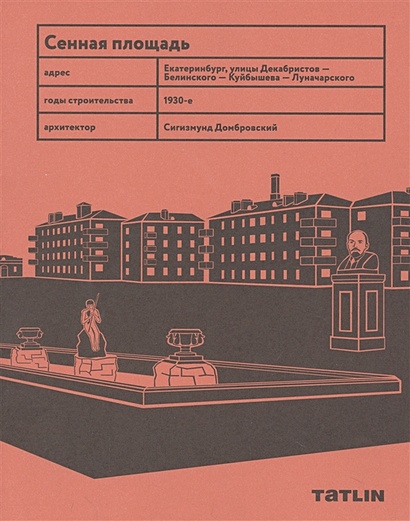 Сенная площадь
адрес
Екатеринбург, улицы Декабристов —
Белинского — Куйбышева — Луначарского
годы строительства
1930-е
архитектор
Сигизмунд Домбровский
TATLIN